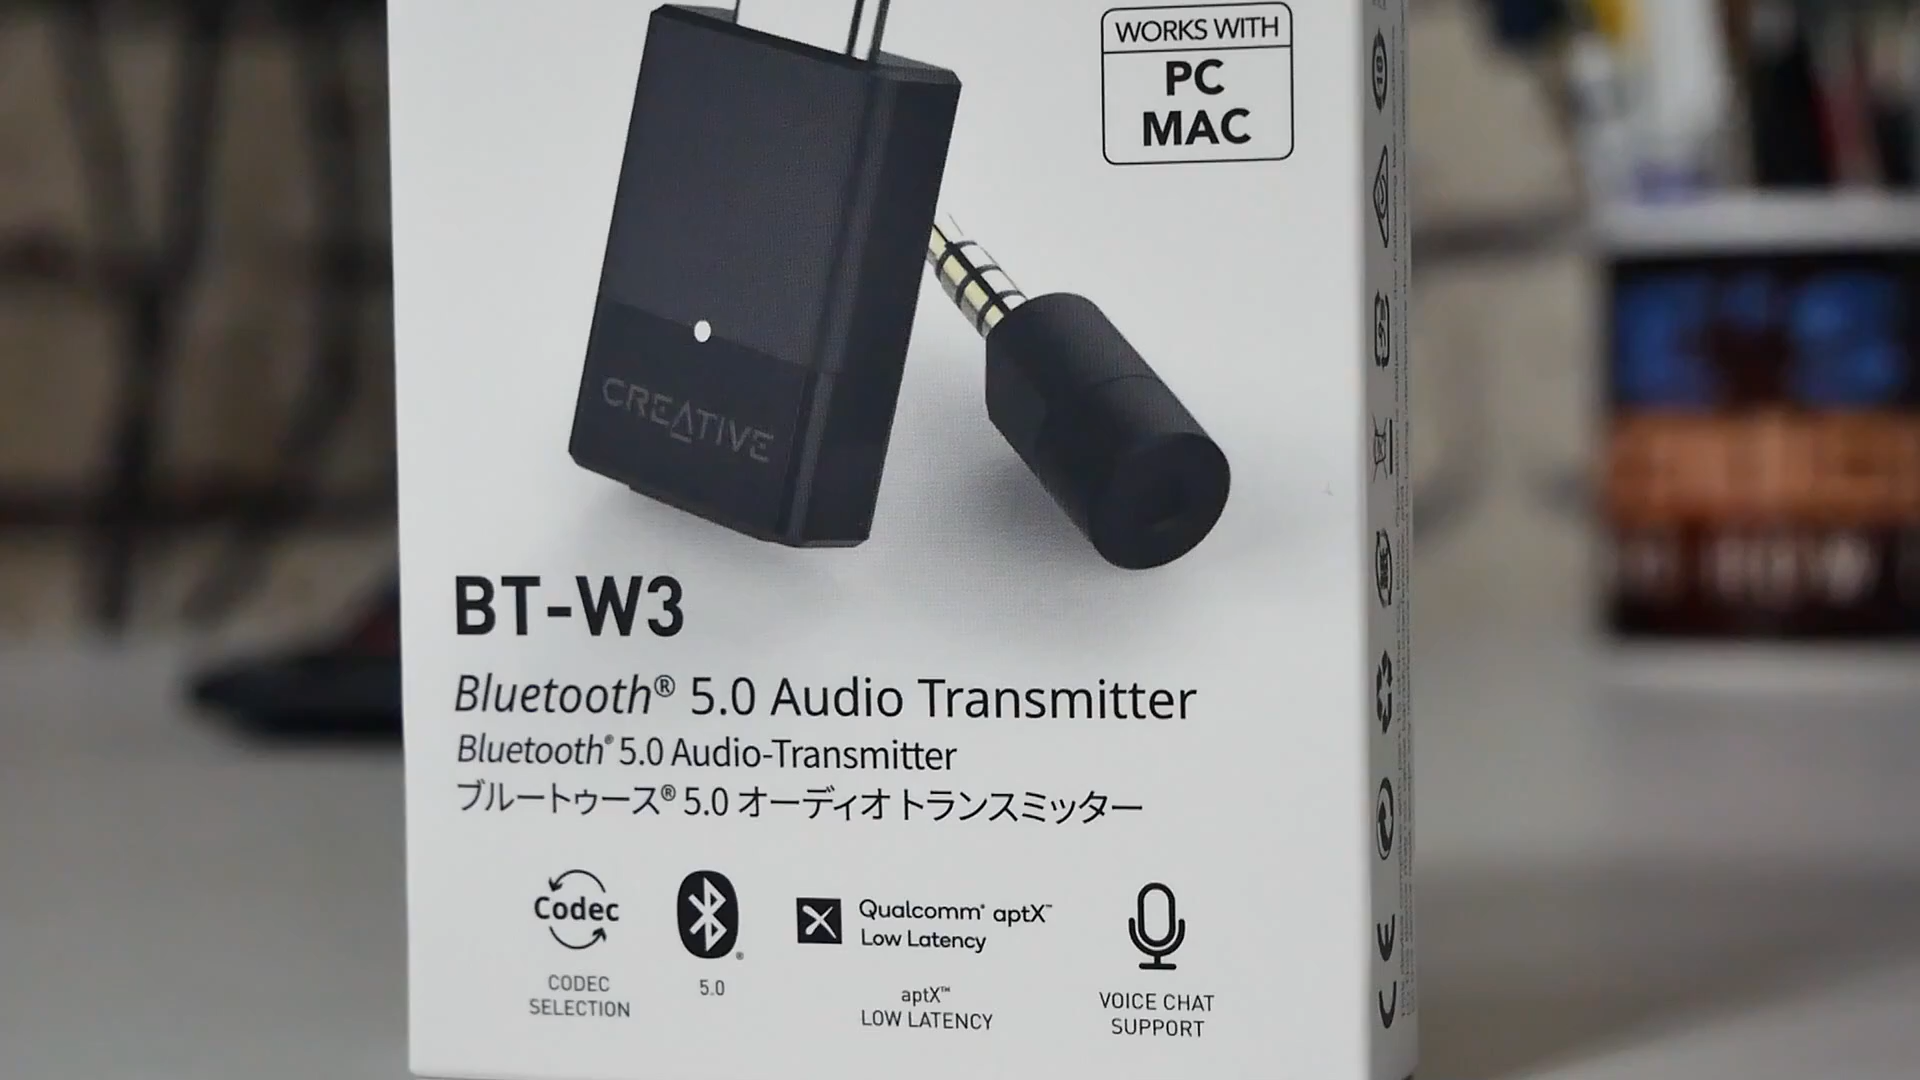 WORKS WITH
PC
MAC
CREATIVE
BT-W3
Bluetooth® 5.0 Audio Transmitter
Bluetooth® 5.0 Audio-Transmitter
ブルートゥース® 5.0 オーディオトランスミッター
Codec
CODEC
SELECTION
®
5.0
Qualcomm® aptX™
Low Latency
aptX™
LOW LATENCY
VOICE CHAT
SUPPORT
CE